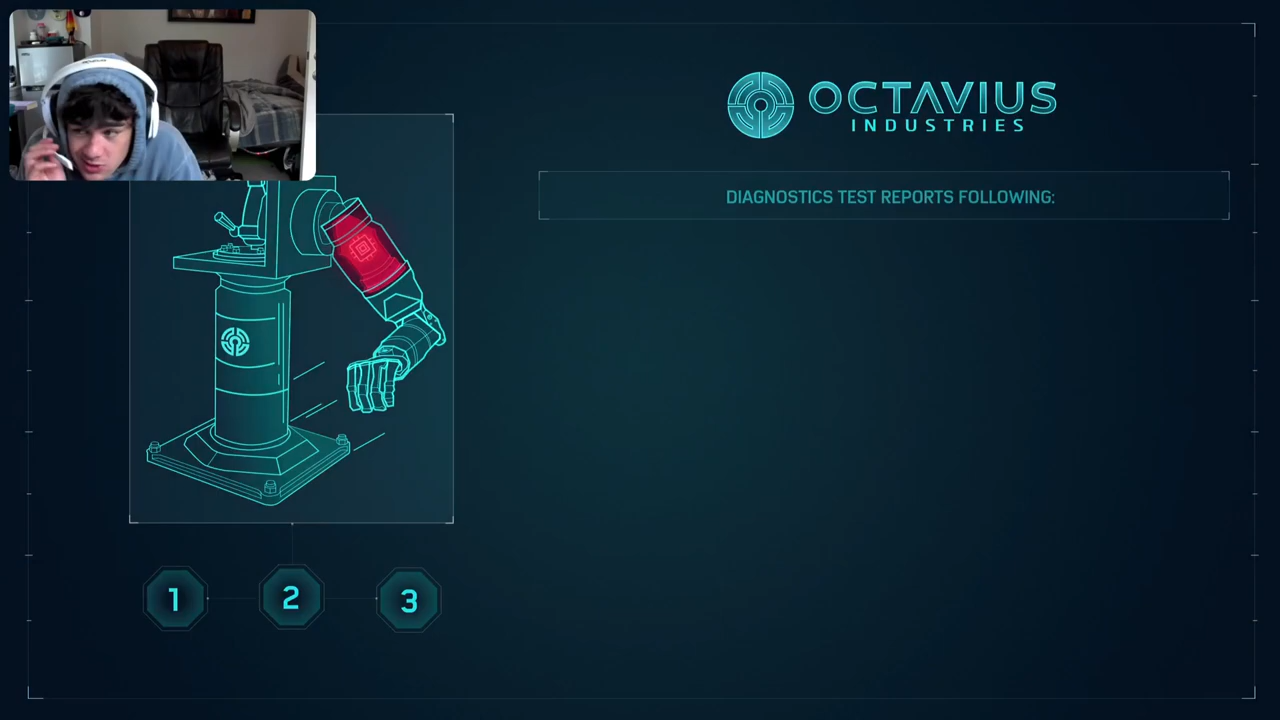 OCTAVIUS
INDUSTRIES
DIAGNOSTICS TEST REPORTS FOLLOWING:
1
2
3